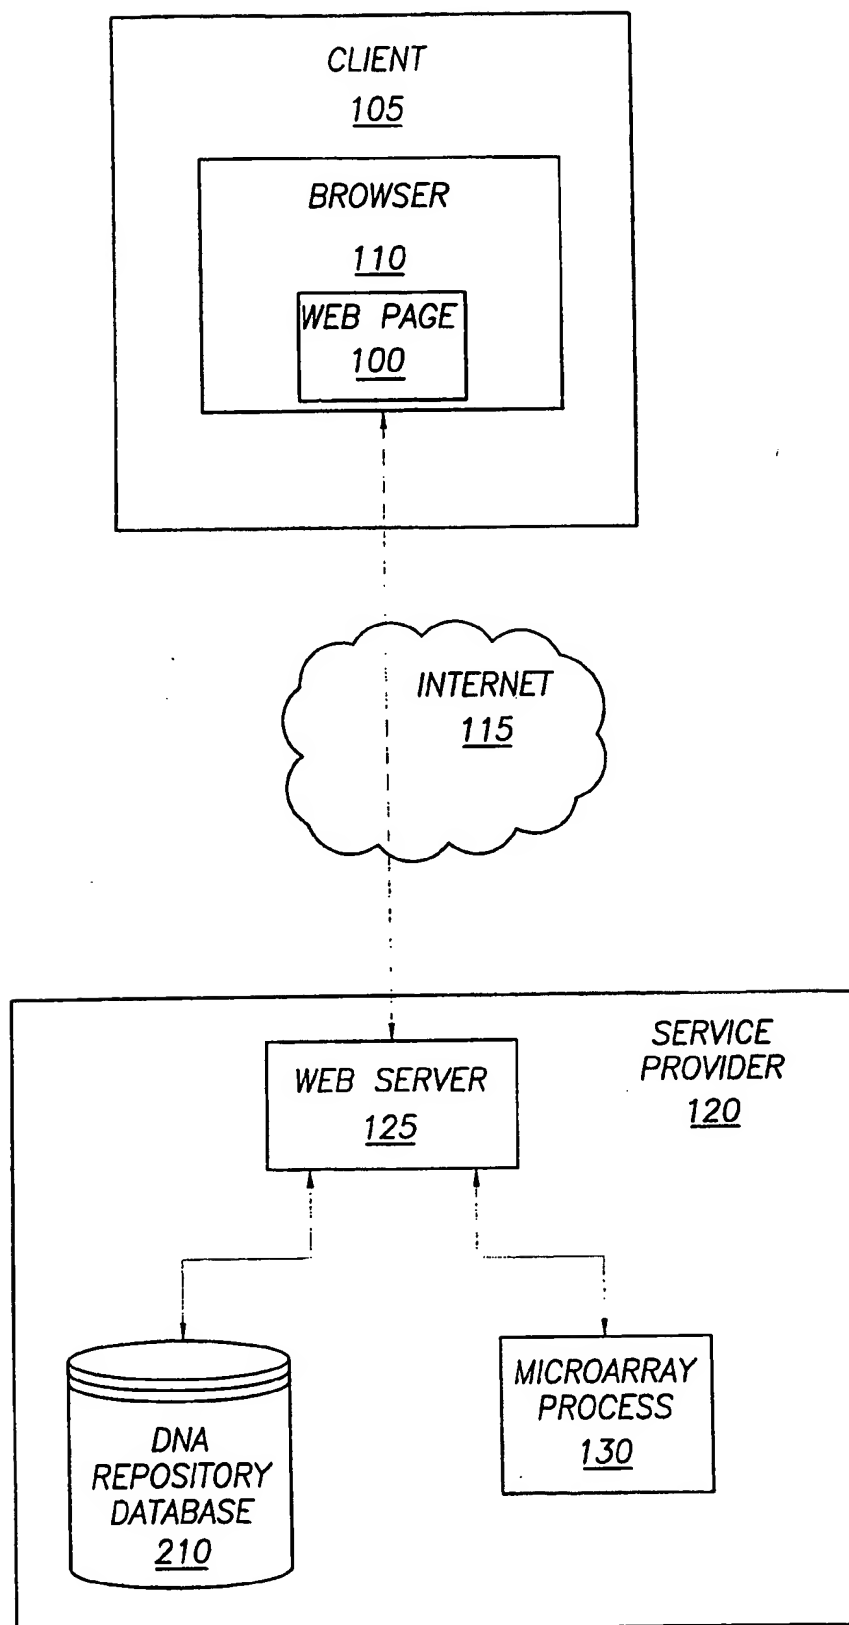 CLIENT
105
BROWSER
110
WEB PAGE
100
INTERNET
115
SERVICE
PROVIDER
120
WEB SERVER
125
DNA
REPOSITORY
DATABASE
210
MICROARRAY
PROCESS
130